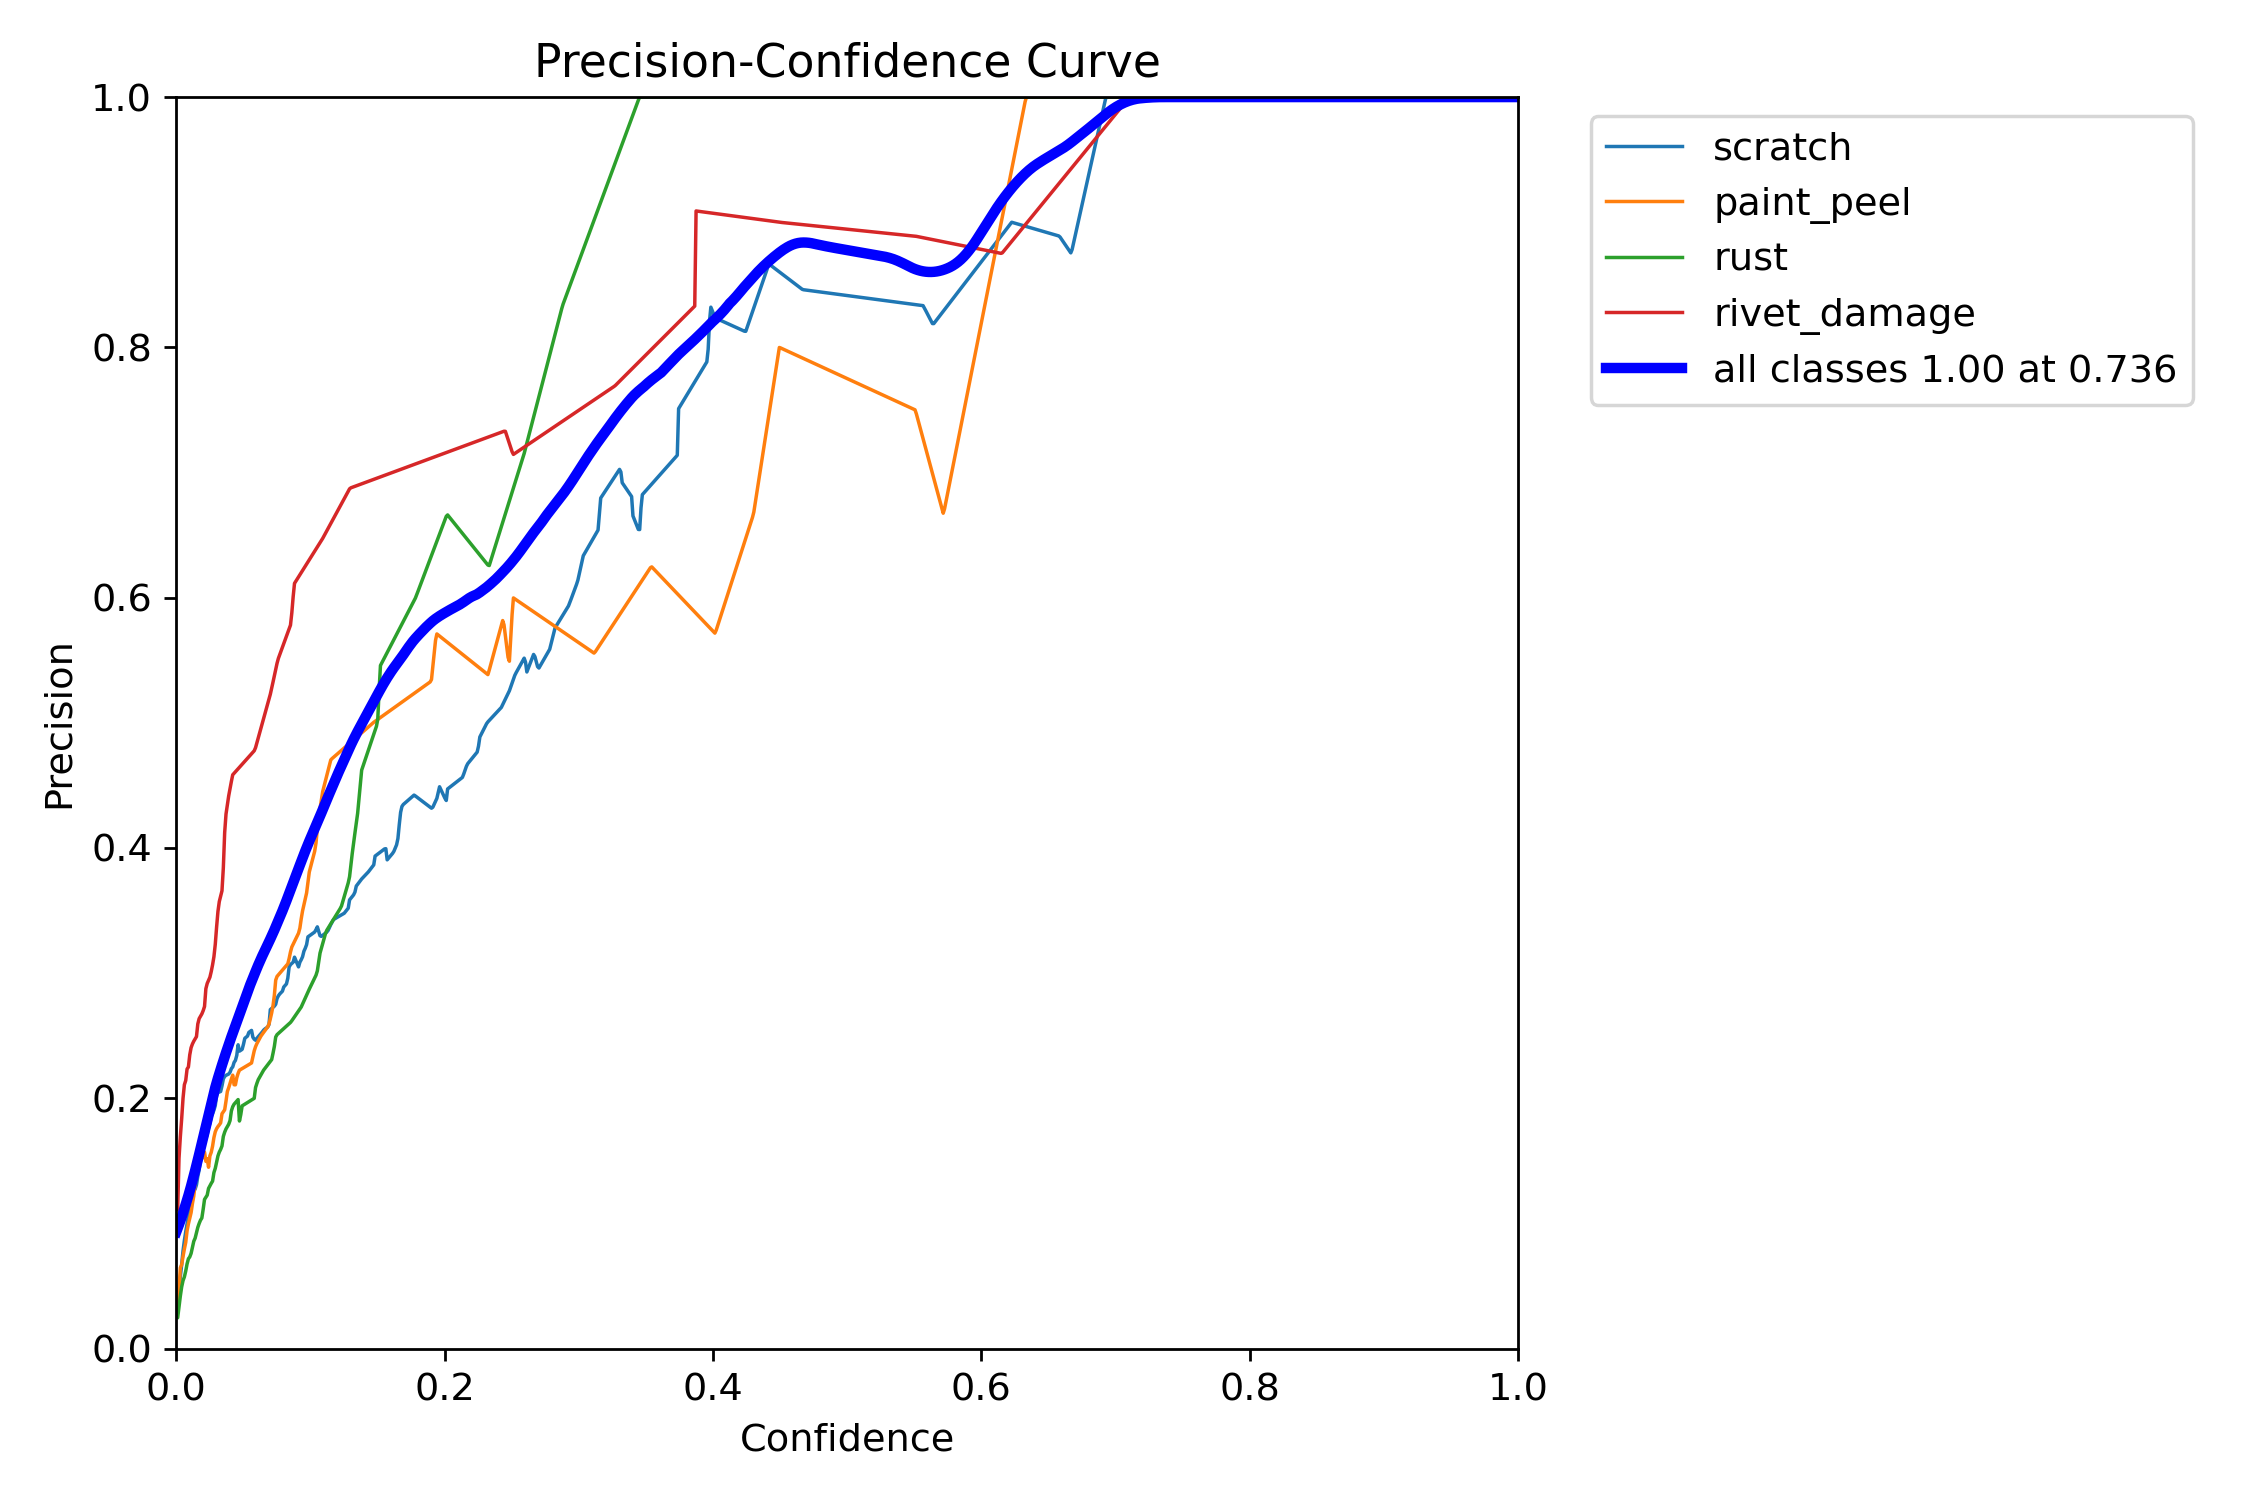 Precision-Confidence Curve
1.0
0.8
0.6
0.4
0.2
0.0
Precision
0.0 0.2 0.4 0.6 0.8 1.0
Confidence
scratch
paint_peel
rust
rivet_damage
all classes 1.00 at 0.736